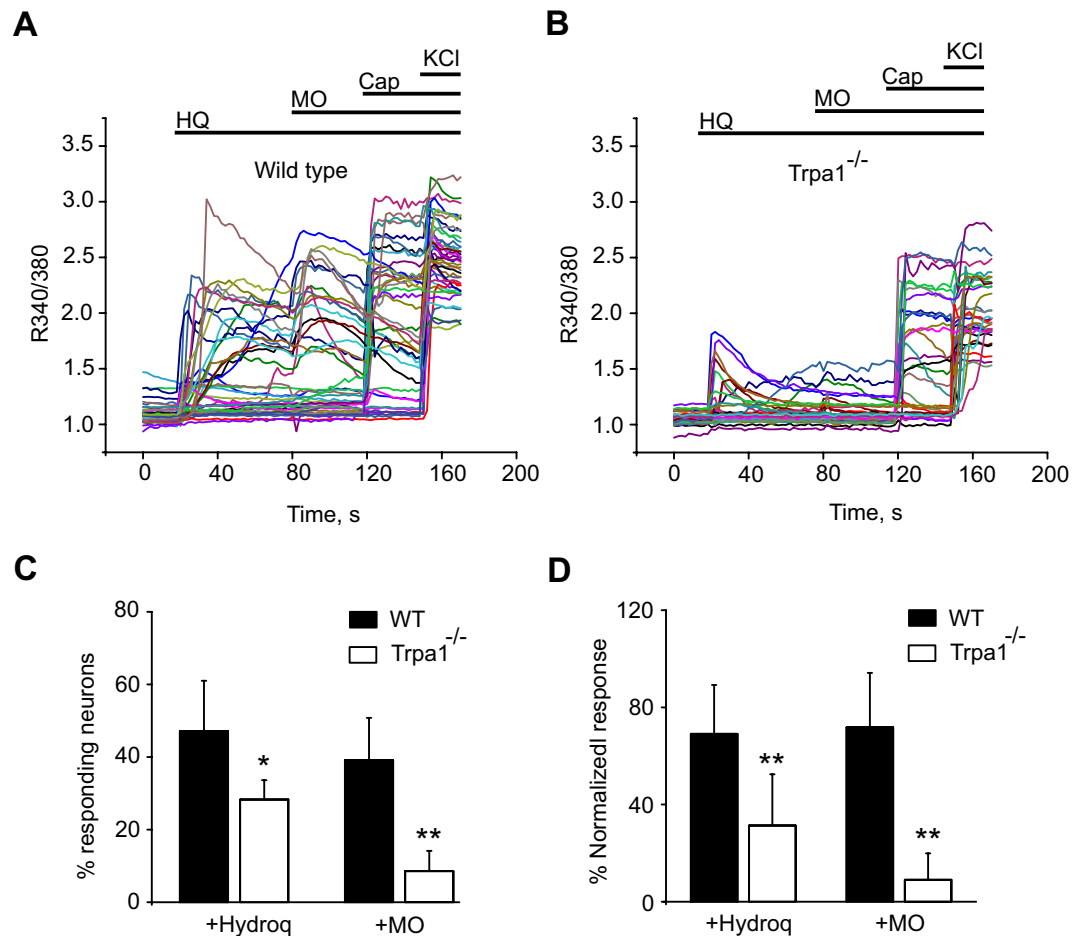 A
KCl
Cap
MO
HQ
Wild type
3.5
3.0
2.5
2.0
1.5
1.0
R340/380
0 40 80 120 160 200
Time, s
B
KCl
Cap
MO
HQ
Trpa1-/-
3.5
3.0
2.5
2.0
1.5
1.0
R340/380
0 40 80 120 160 200
Time, s
C
80
60
40
20
0
% responding neurons
WT
Trpa1-/-
*
**
+Hydroq +MO
D
120
80
40
0
% Normalizedl response
WT
Trpa1-/-
**
**
+Hydroq +MO